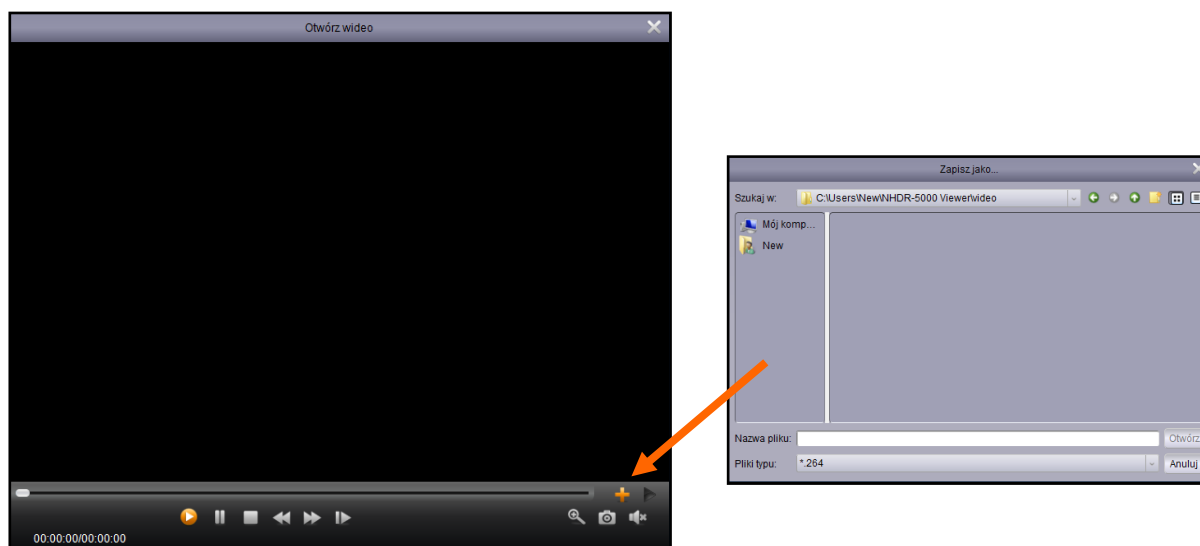 Otwórz wideo
00:00:00/00:00:00
Zapisz jako...
Szukaj w: C:\Users\New\NHDR-5000 Viewer\video
Mój komp...
New
Nazwa pliku: Otwórz
Pliki typu: *.264 Anuluj